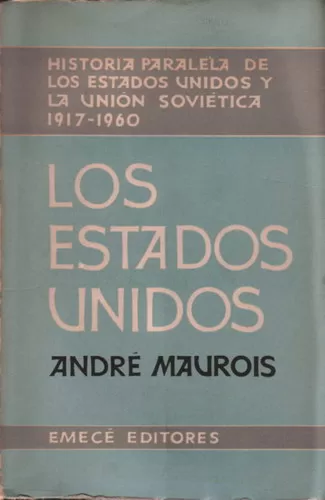 HISTORIA PARALELA DE
LOS ESTADOS UNIDOS Y
LA UNIÓN SOVIÉTICA
1917-1960
LOS
ESTADOS
UNIDOS
ANDRÉ MAUROIS
EMECÉ EDITORES